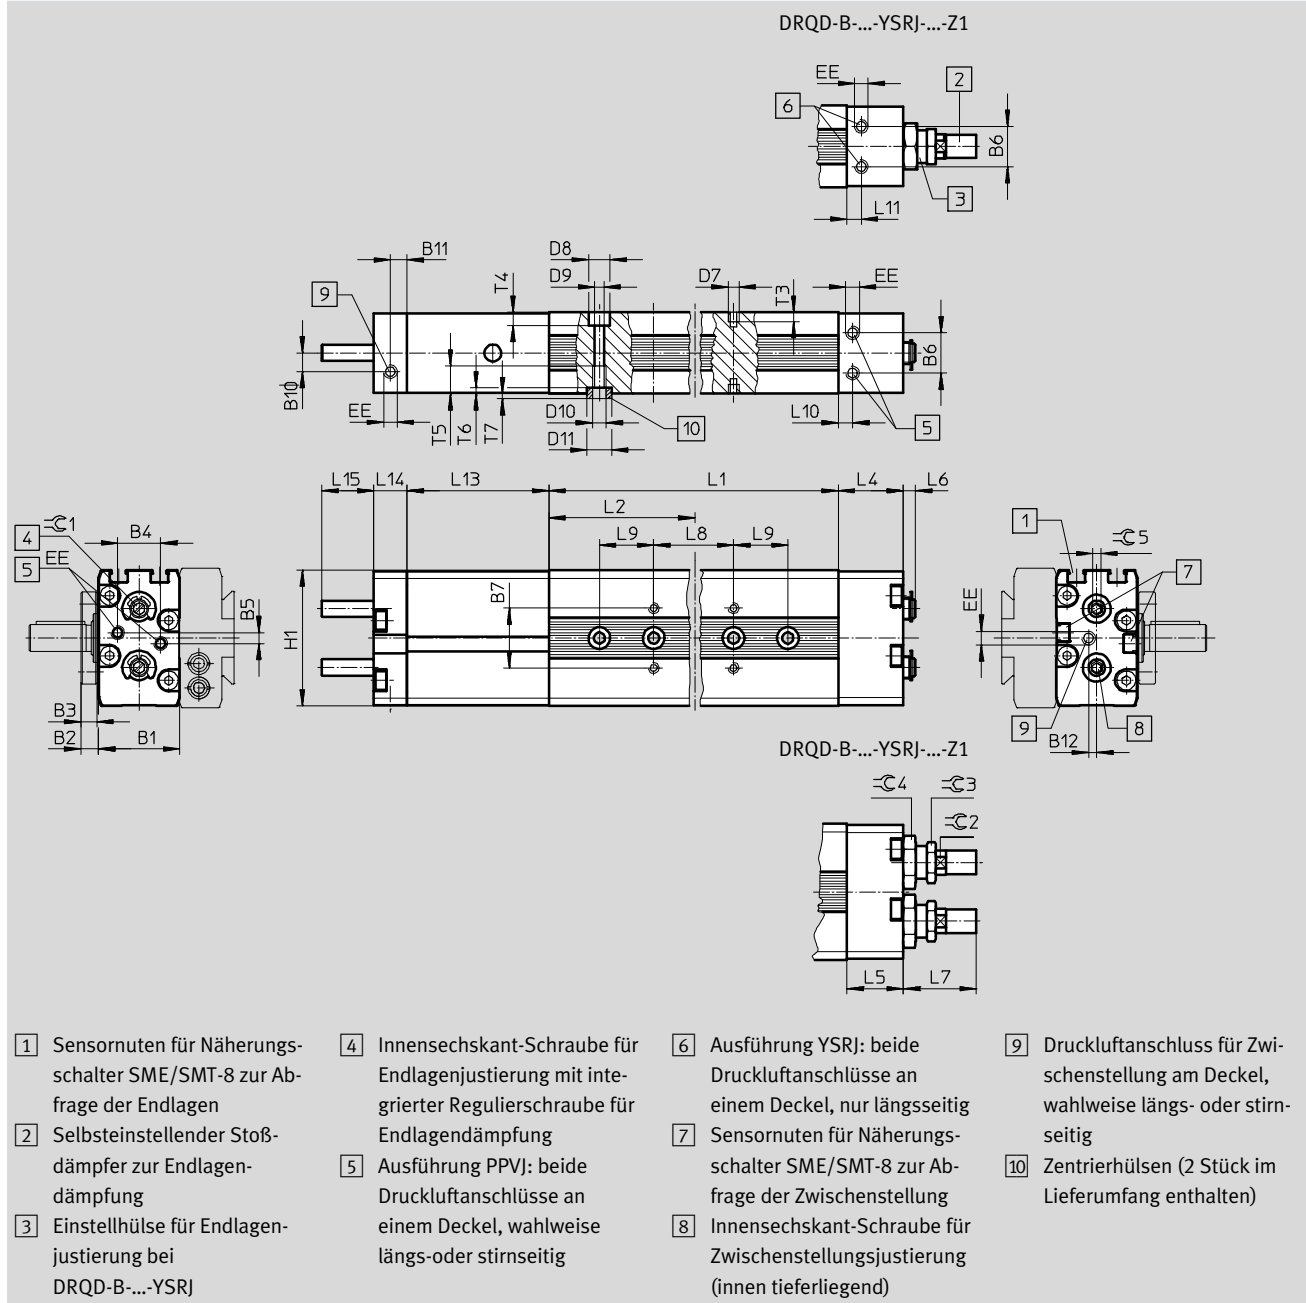 DRQD-B-...-YSRJ-...-Z1
EE
2
6
B6
3
L11
B11
D8
D9
T4
D7
T3
EE
9
B10
B6
EE
T5
T6
T7
D10
D11
10
L10
5
L15
L14
L13
L1
L4
L6
L2
L9
L8
L9
4
1
B4
5
EE
B5
B3
B2
B1
H1
B7
1
5
7
EE
9
B12
8
DRQD-B-...-YSRJ-...-Z1
4
3
2
L5
L7
1 Sensornuten für Näherungs-
schalter SME/SMT-8 zur Ab-
frage der Endlagen
2 Selbsteinstellender Stoß-
dämpfer zur Endlagen-
dämpfung
3 Einstellhülse für Endlagen-
justierung bei
DRQD-B-...-YSRJ
4 Innensechskant-Schraube für
Endlagenjustierung mit inte-
grierter Regulierschraube für
Endlagendämpfung
5 Ausführung PPVJ: beide
Druckluftanschlüsse an
einem Deckel, wahlweise
längs-oder stirnseitig
6 Ausführung YSRJ: beide
Druckluftanschlüsse an
einem Deckel, nur längsseitig
7 Sensornuten für Näherungs-
schalter SME/SMT-8 zur Ab-
frage der Zwischenstellung
8 Innensechskant-Schraube für
Zwischenstellungsjustierung
(innen tieferliegend)
9 Druckluftanschluss für Zwi-
schenstellung am Deckel,
wahlweise längs- oder stirn-
seitig
10 Zentrierhülsen (2 Stück im
Lieferumfang enthalten)